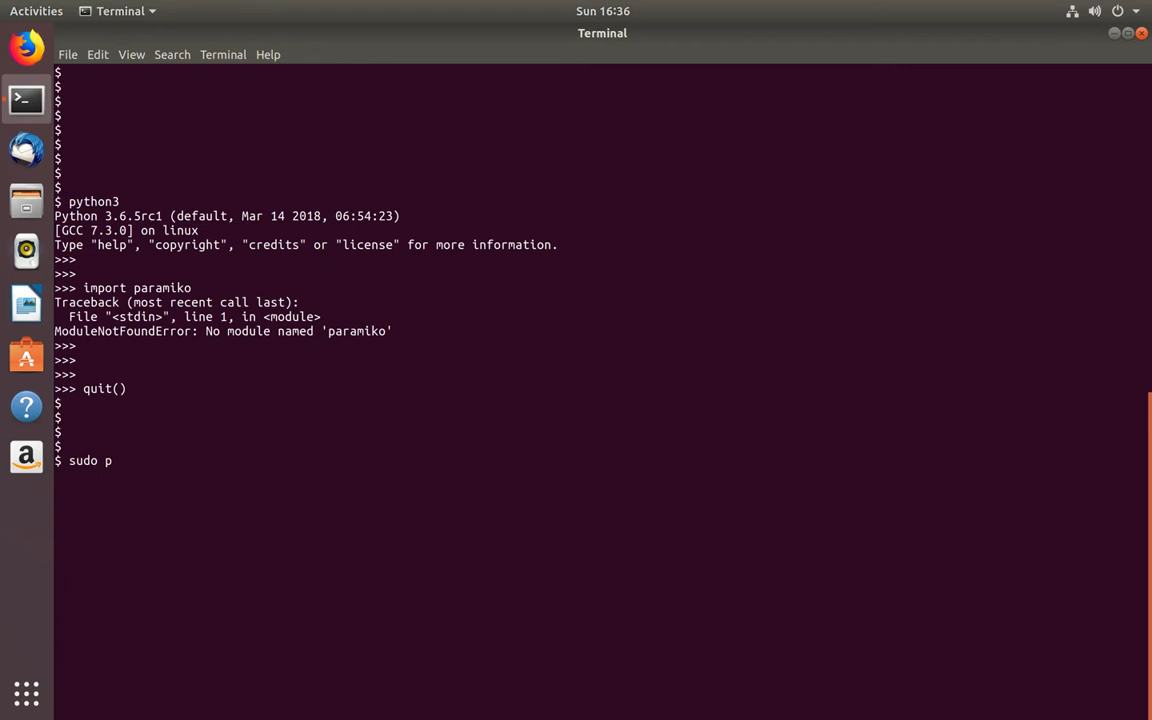 Activities Terminal Sun 16:36
Terminal
File Edit View Search Terminal Help
$
$
$
$
$
$
$
$
$
$ python3
Python 3.6.5rc1 (default, Mar 14 2018, 06:54:23)
[GCC 7.3.0] on linux
Type "help", "copyright", "credits" or "license" for more information.
>>>
>>>
>>> import paramiko
Traceback (most recent call last):
  File "<stdin>", line 1, in <module>
ModuleNotFoundError: No module named 'paramiko'
>>>
>>>
>>>
>>> quit()
$
$
$
$
$ sudo p